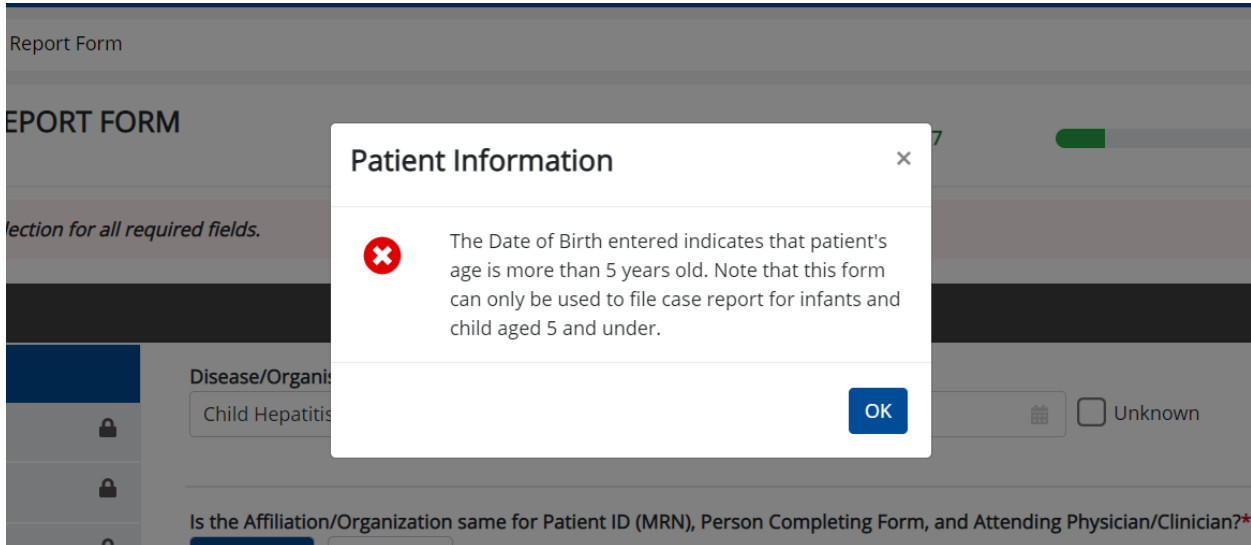 Report Form
EPORT FORM
7
Patient Information
lection for all required fields.
The Date of Birth entered indicates that patient's
age is more than 5 years old. Note that this form
can only be used to file case report for infants and
child aged 5 and under.
OK
Disease/Organis
Child Hepatitis
Unknown
Is the Affiliation/Organization same for Patient ID (MRN), Person Completing Form, and Attending Physician/Clinician?*